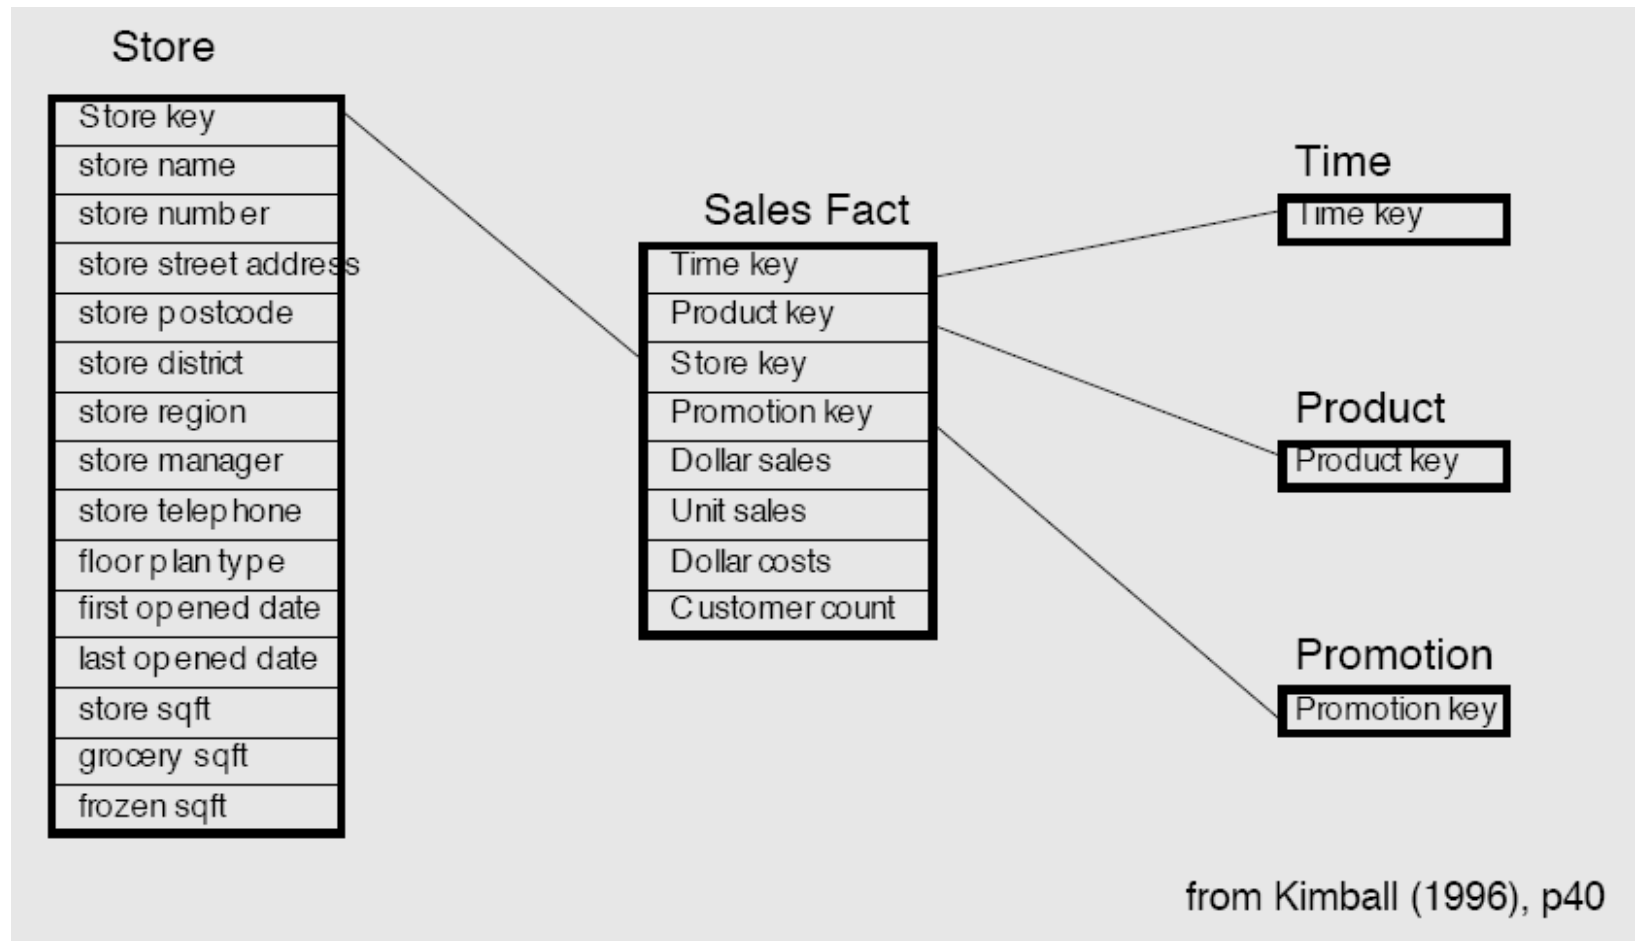 Store
Store key
store name
store number
store street address
store postcode
store district
store region
store manager
store telephone
floor plan type
first opened date
last opened date
store sqft
grocery sqft
frozen sqft
Sales Fact
Time key
Product key
Store key
Promotion key
Dollar sales
Unit sales
Dollar costs
Customer count
Time
Time key
Product
Product key
Promotion
Promotion key
from Kimball (1996), p40